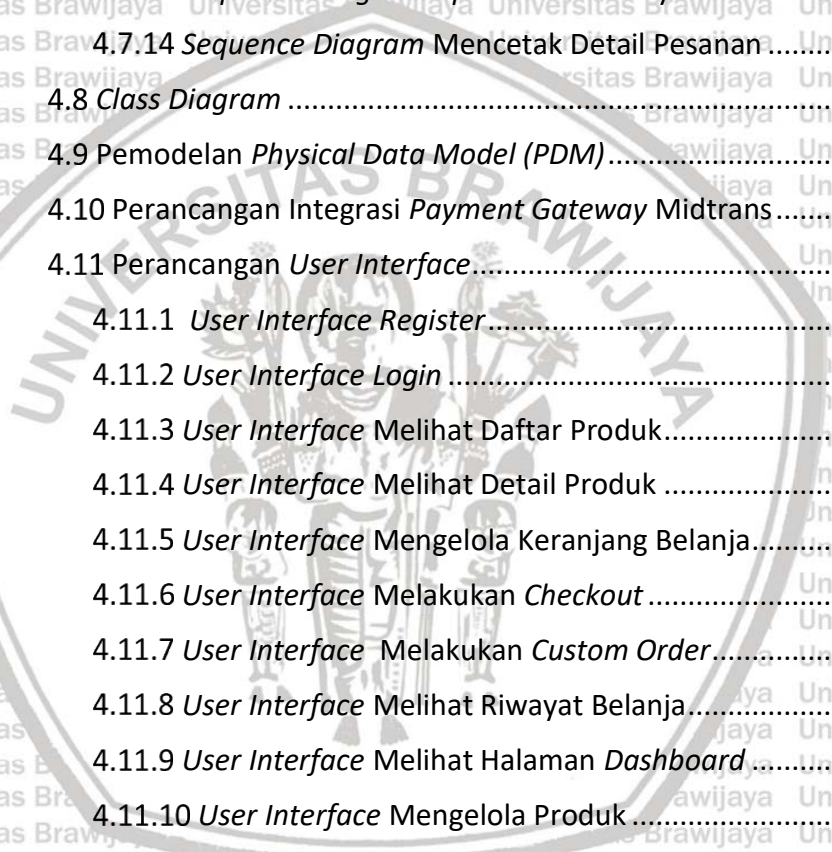 4.7.14 Sequence Diagram Mencetak Detail Pesanan ........
4.8 Class Diagram ........
4.9 Pemodelan Physical Data Model (PDM) ........
4.10 Perancangan Integrasi Payment Gateway Midtrans ........
4.11 Perancangan User Interface ........
4.11.1 User Interface Register ........
4.11.2 User Interface Login ........
4.11.3 User Interface Melihat Daftar Produk ........
4.11.4 User Interface Melihat Detail Produk ........
4.11.5 User Interface Mengelola Keranjang Belanja ........
4.11.6 User Interface Melakukan Checkout ........
4.11.7 User Interface Melakukan Custom Order ........
4.11.8 User Interface Melihat Riwayat Belanja ........
4.11.9 User Interface Melihat Halaman Dashboard ........
4.11.10 User Interface Mengelola Produk ........
UNIVERSITAS BRAWIJAYA